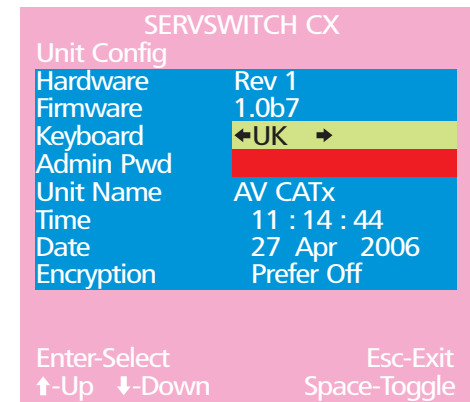 SERVSWITCH CX
Unit Config
Hardware Rev 1
Firmware 1.0b7
Keyboard ←UK →
Admin Pwd
Unit Name AV CATx
Time 11 : 14 : 44
Date 27 Apr 2006
Encryption Prefer Off
Enter-Select Esc-Exit
↑-Up ↓-Down Space-Toggle